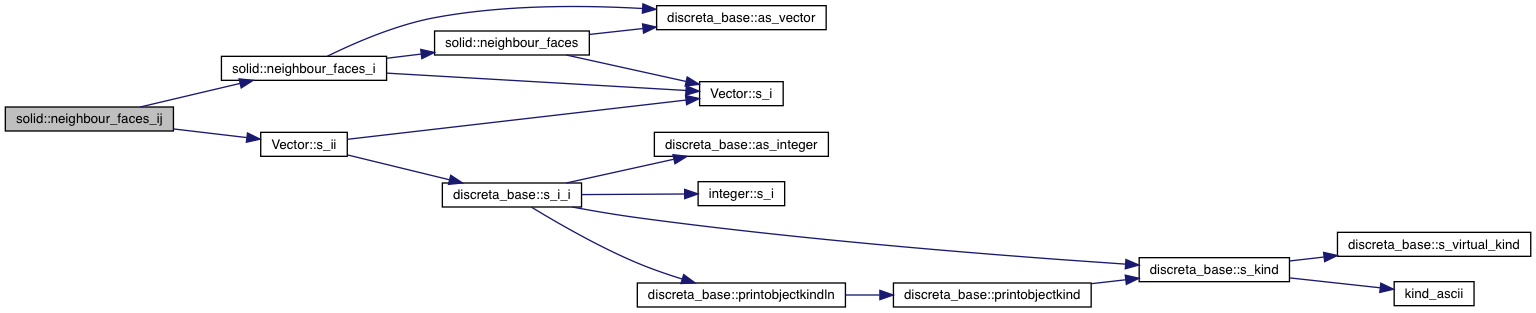 discreta_base::as_vector
solid::neighbour_faces
solid::neighbour_faces_i
Vector::s_i
solid::neighbour_faces_ij
Vector::s_ii
discreta_base::as_integer
discreta_base::s_i_i
integer::s_i
discreta_base::s_virtual_kind
discreta_base::s_kind
discreta_base::printobjectkindln
discreta_base::printobjectkind
kind_ascii